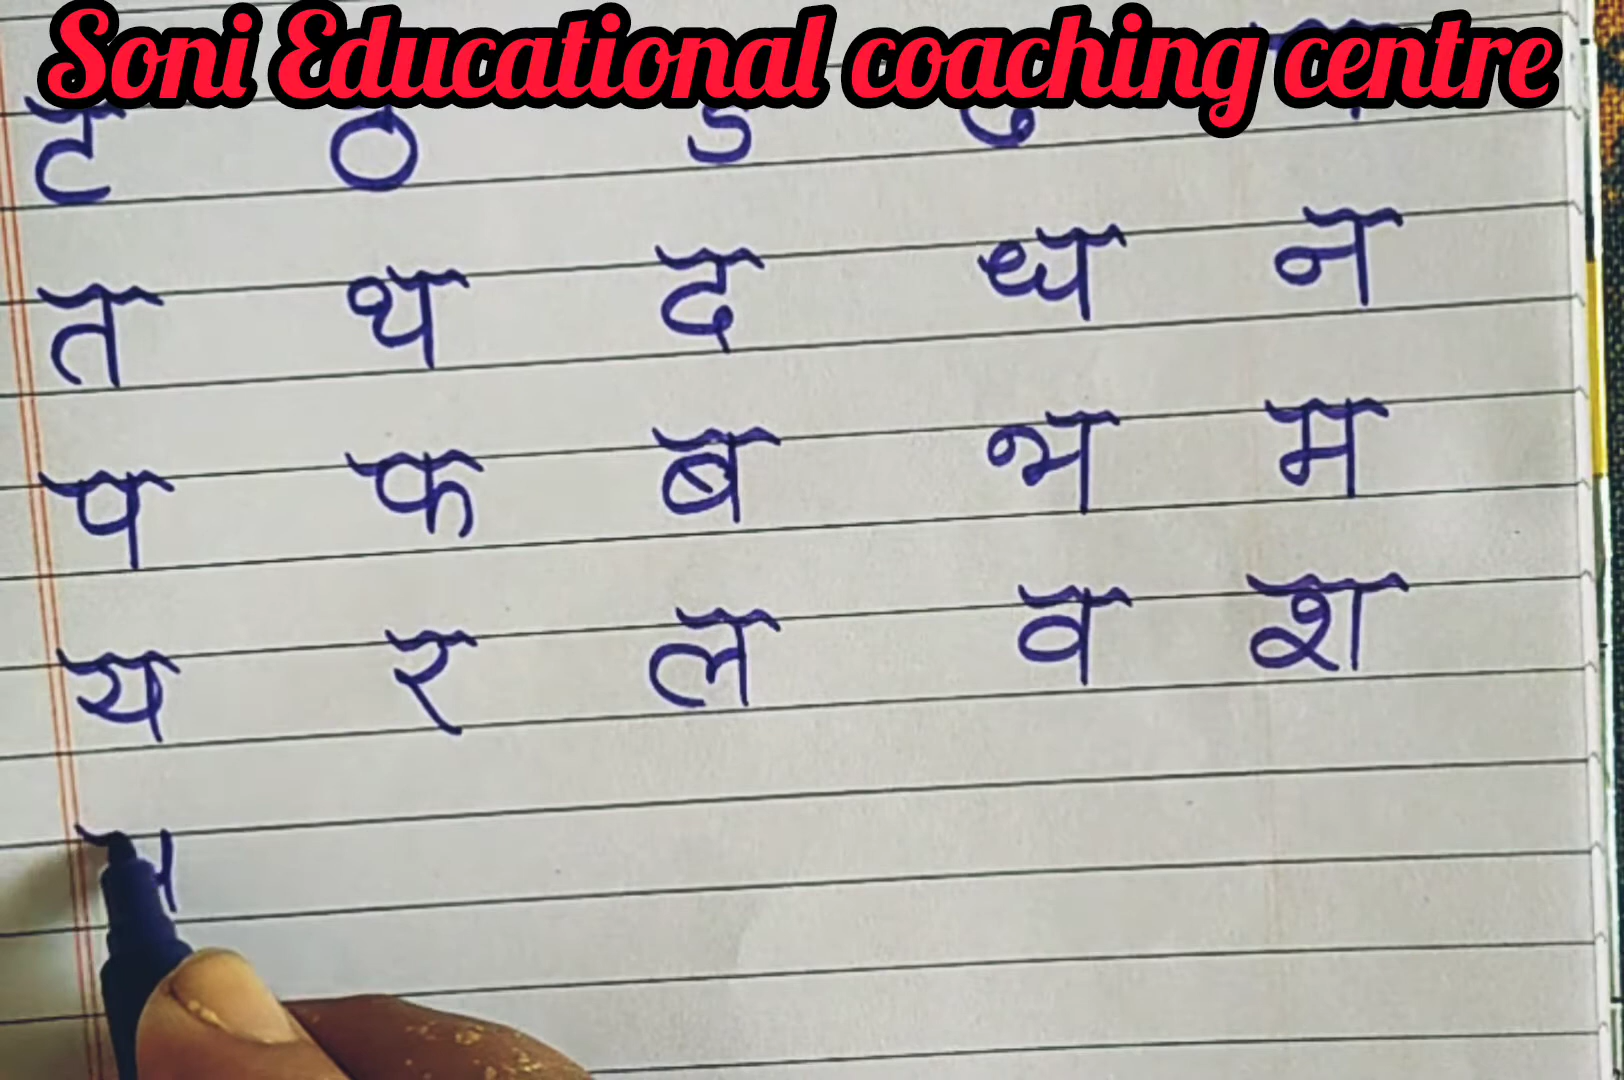 Soni Educational coaching centre
ट ठ ड ढ
त थ द ध न
प फ ब भ म
य र ल व श